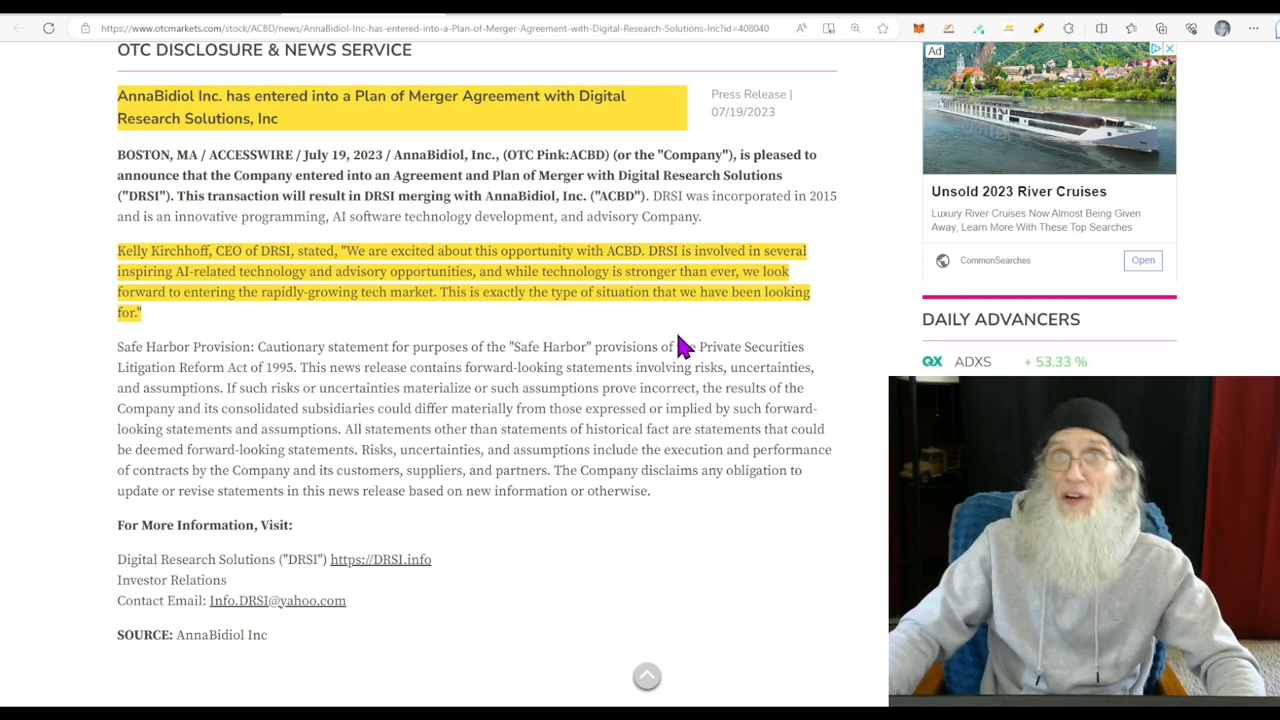 https://www.otcmarkets.com/stock/ACBD/news/AnnaBidiol-Inc-has-entered-into-a-Plan-of-Merger-Agreement-with-Digital-Research-Solutions-Inc?id=408040
OTC DISCLOSURE & NEWS SERVICE
AnnaBidiol Inc. has entered into a Plan of Merger Agreement with Digital
Research Solutions, Inc
Press Release |
07/19/2023
BOSTON, MA / ACCESSWIRE / July 19, 2023 / AnnaBidiol, Inc., (OTC Pink:ACBD) (or the "Company"), is pleased to
announce that the Company entered into an Agreement and Plan of Merger with Digital Research Solutions
("DRSI"). This transaction will result in DRSI merging with AnnaBidiol, Inc. ("ACBD"). DRSI was incorporated in 2015
and is an innovative programming, AI software technology development, and advisory Company.
Kelly Kirchhoff, CEO of DRSI, stated, "We are excited about this opportunity with ACBD. DRSI is involved in several
inspiring AI-related technology and advisory opportunities, and while technology is stronger than ever, we look
forward to entering the rapidly-growing tech market. This is exactly the type of situation that we have been looking
for."
Safe Harbor Provision: Cautionary statement for purposes of the "Safe Harbor" provisions of Private Securities
Litigation Reform Act of 1995. This news release contains forward-looking statements involving risks, uncertainties,
and assumptions. If such risks or uncertainties materialize or such assumptions prove incorrect, the results of the
Company and its consolidated subsidiaries could differ materially from those expressed or implied by such forward-
looking statements and assumptions. All statements other than statements of historical fact are statements that could
be deemed forward-looking statements. Risks, uncertainties, and assumptions include the execution and performance
of contracts by the Company and its customers, suppliers, and partners. The Company disclaims any obligation to
update or revise statements in this news release based on new information or otherwise.
For More Information, Visit:
Digital Research Solutions ("DRSI") https://DRSI.info
Investor Relations
Contact Email: Info.DRSI@yahoo.com
SOURCE: AnnaBidiol Inc
Ad
Unsold 2023 River Cruises
Luxury River Cruises Now Almost Being Given
Away, Learn More With These Top Searches
CommonSearches
Open
DAILY ADVANCERS
QX ADXS + 53.33 %